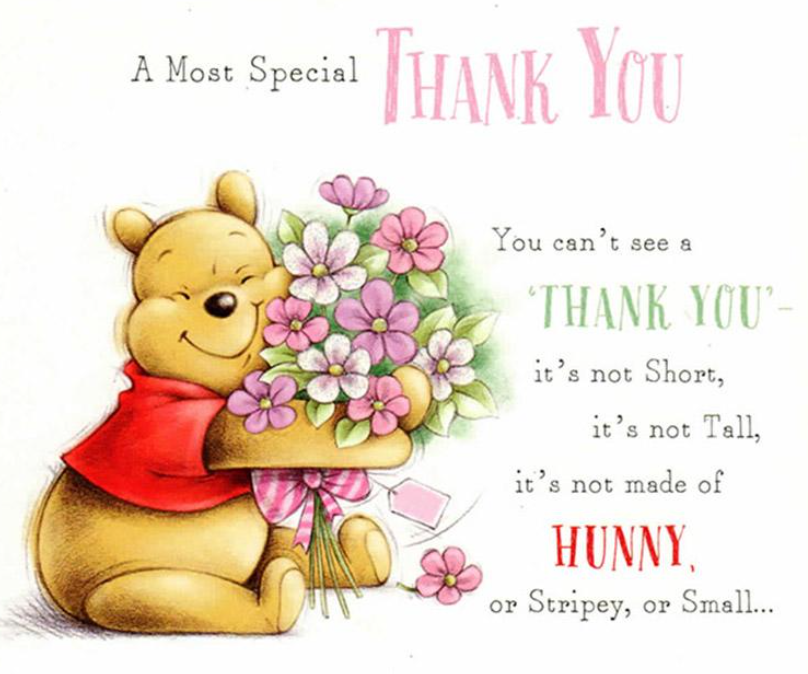 A Most Special THANK YOU
You can't see a
'THANK YOU'-
it's not Short,
it's not Tall,
it's not made of
HUNNY,
or Stripey, or Small...